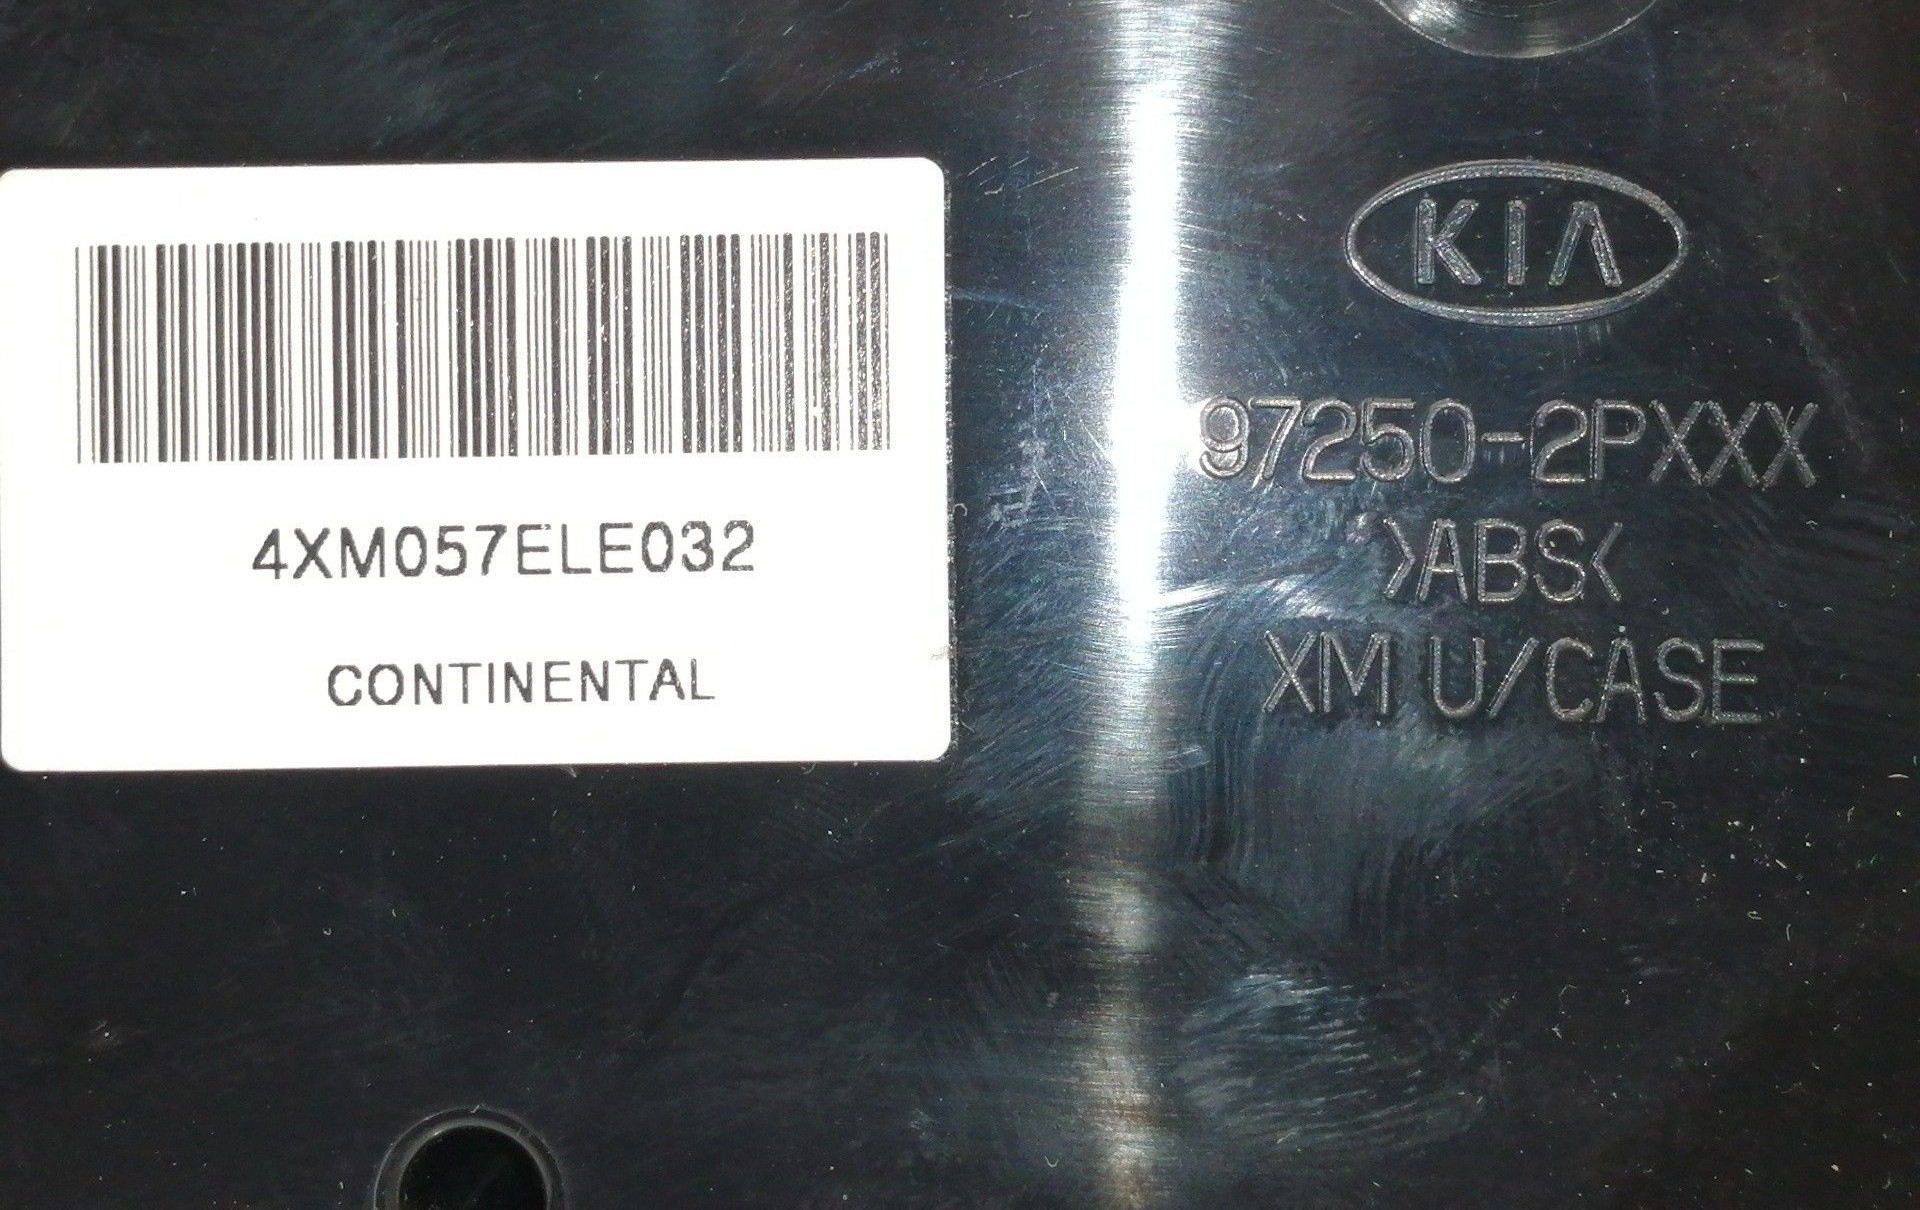 4XM057ELE032
CONTINENTAL
KIA
97250-2PXXX
>ABS<
XM U/CASE